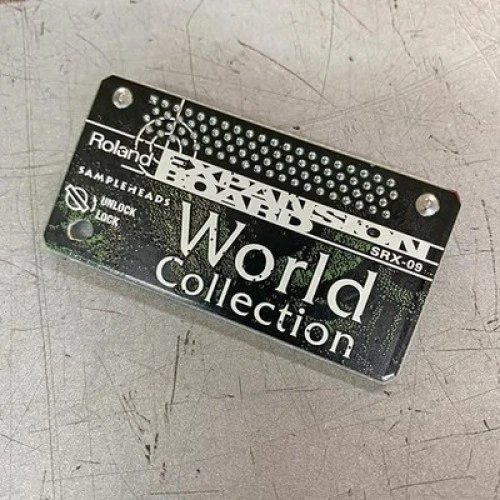 Roland
EXPANSION
BOARD
SRX-09
SAMPLEHEADS
UNLOCK
LOCK
World
Collection